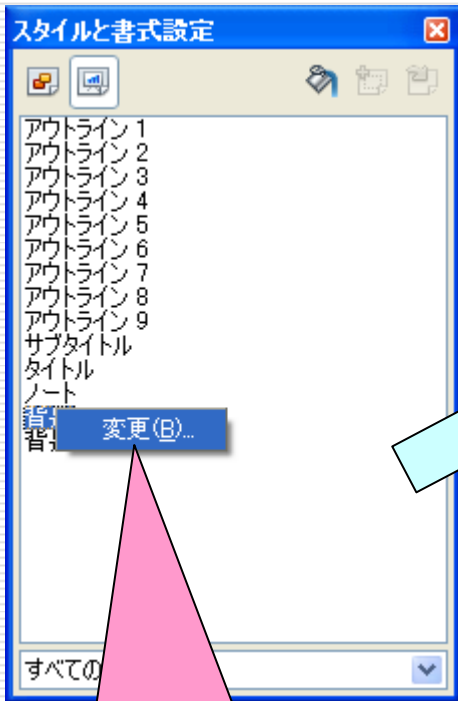 スタイルと書式設定
アウトライン 1
アウトライン 2
アウトライン 3
アウトライン 4
アウトライン 5
アウトライン 6
アウトライン 7
アウトライン 8
アウトライン 9
サブタイトル
タイトル
ノート
背
変更(B)...
背
すべての